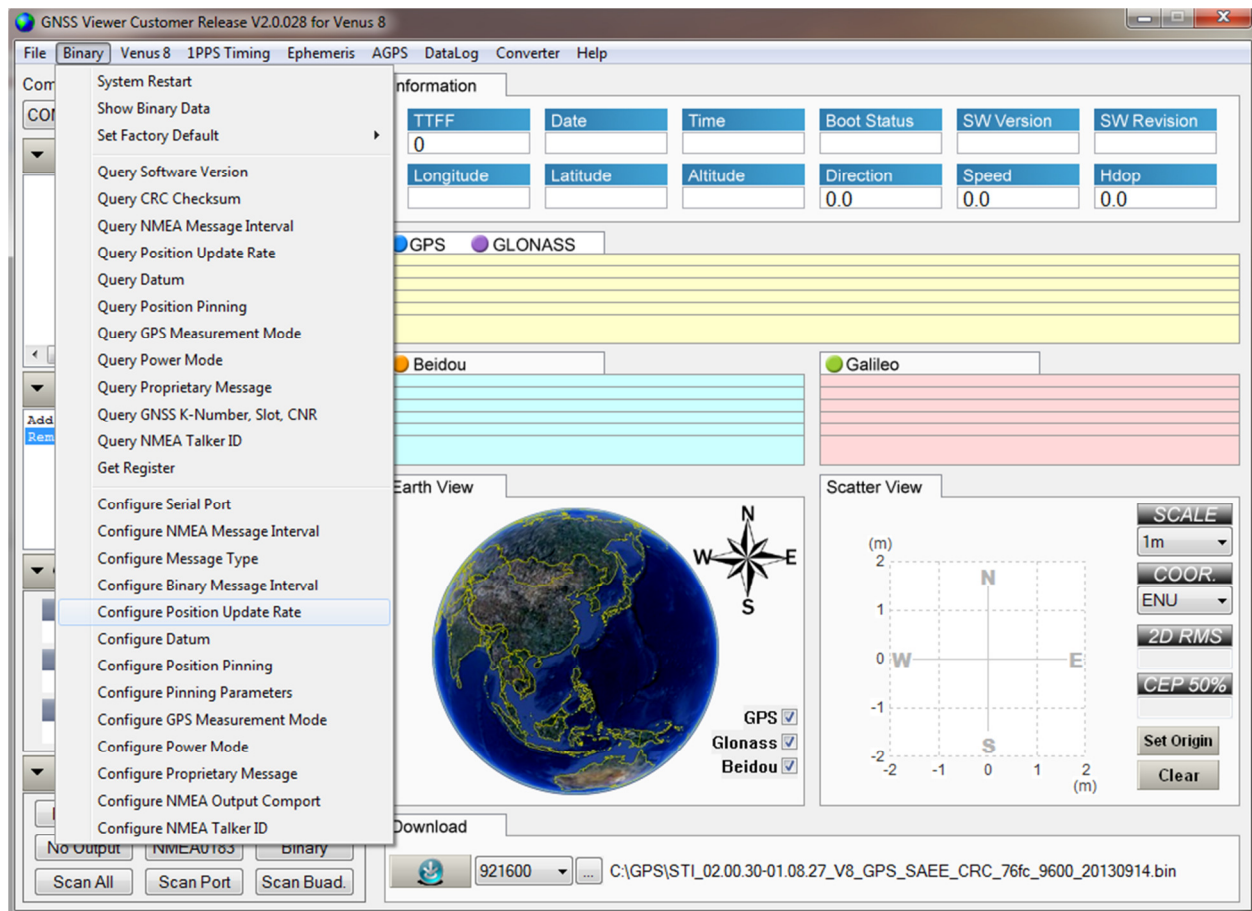 GNSS Viewer Customer Release V2.0.028 for Venus 8
File Binary Venus 8 1PPS Timing Ephemeris AGPS DataLog Converter Help
System Restart
Show Binary Data
Set Factory Default
Query Software Version
Query CRC Checksum
Query NMEA Message Interval
Query Position Update Rate
Query Datum
Query Position Pinning
Query GPS Measurement Mode
Query Power Mode
Query Proprietary Message
Query GNSS K-Number, Slot, CNR
Query NMEA Talker ID
Get Register
Configure Serial Port
Configure NMEA Message Interval
Configure Message Type
Configure Binary Message Interval
Configure Position Update Rate
Configure Datum
Configure Position Pinning
Configure Pinning Parameters
Configure GPS Measurement Mode
Configure Power Mode
Configure Proprietary Message
Configure NMEA Output Comport
Configure NMEA Talker ID
Com
COM
Add
Rem
No Output NMEA0183 Binary
Scan All Scan Port Scan Buad.
nformation
TTFF Date Time Boot Status SW Version SW Revision
0
Longitude Latitude Altitude Direction Speed Hdop
0.0 0.0 0.0
GPS GLONASS
Beidou
Galileo
Earth View
N
W E
S
GPS
Glonass
Beidou
Scatter View
(m)
2
1
0
-1
-2
N
W E
S
-2 -1 0 1 2
(m)
SCALE
1m
COOR.
ENU
2D RMS
CEP 50%
Set Origin
Clear
Download
921600 ... C:\GPS\STI_02.00.30-01.08.27_V8_GPS_SAEE_CRC_76fc_9600_20130914.bin